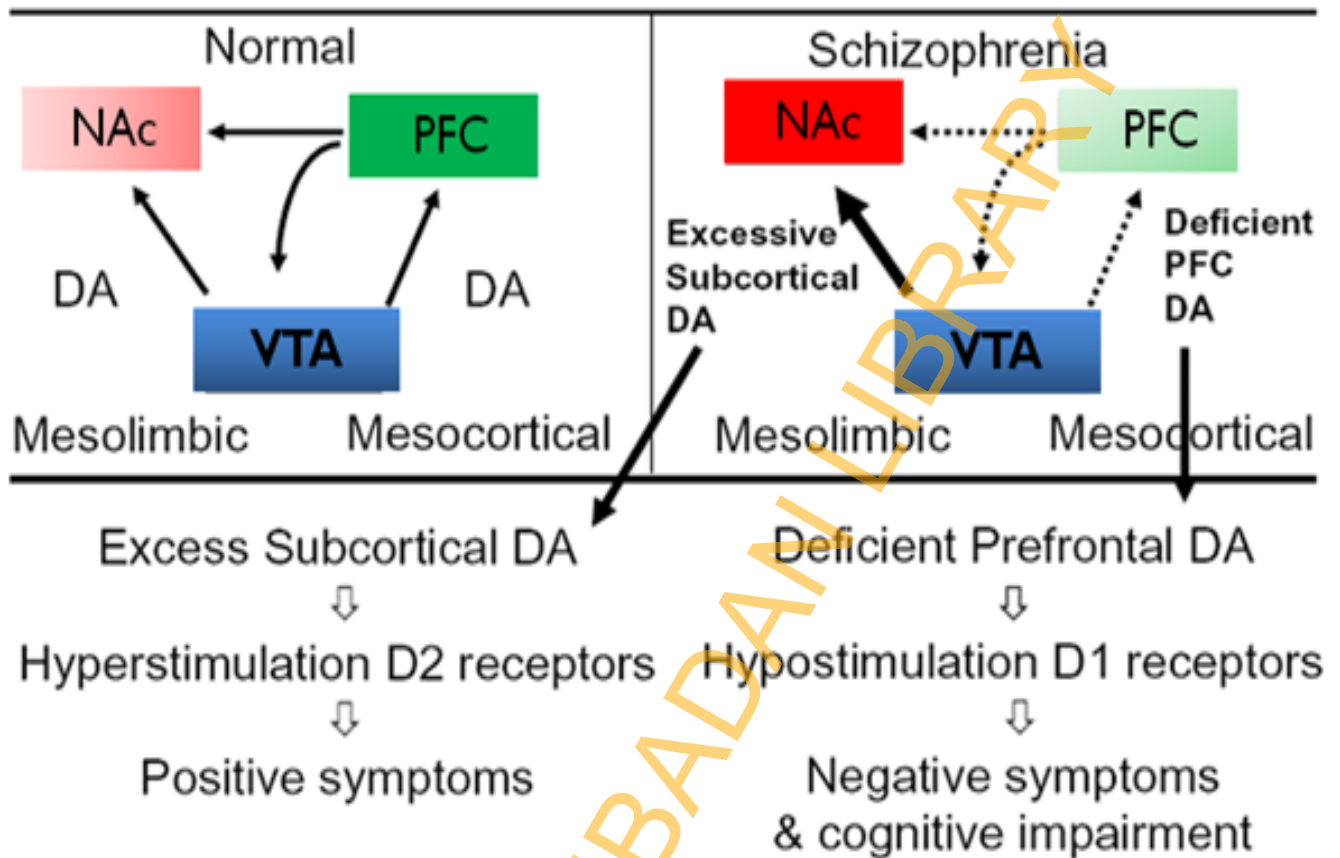 Normal
NAc
PFC
DA
DA
VTA
Mesolimbic
Mesocortical
Schizophrenia
NAc
PFC
Excessive
Subcortical
DA
Deficient
PFC
DA
VTA
Mesolimbic
Mesocortical
Excess Subcortical DA
Hyperstimulation D2 receptors
Positive symptoms
Deficient Prefrontal DA
Hypostimulation D1 receptors
Negative symptoms
& cognitive impairment
BADAN LIBRARY